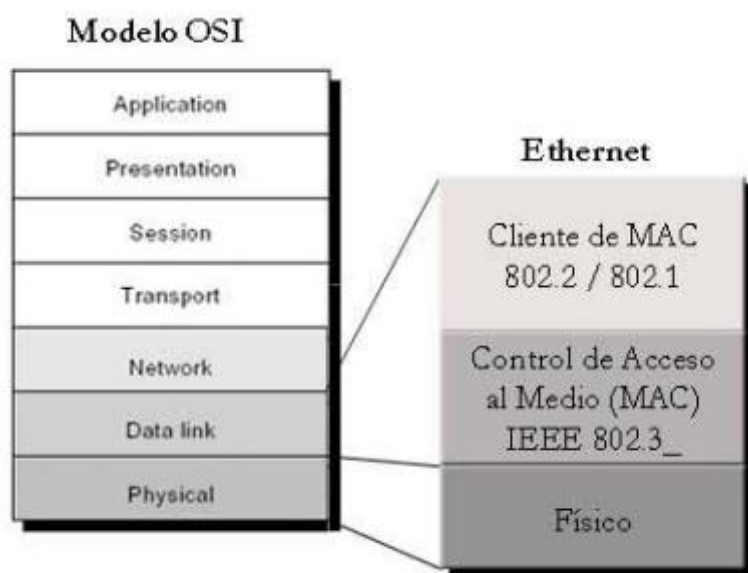 Modelo OSI
Application
Presentation
Session
Transport
Network
Data link
Physical
Ethernet
Cliente de MAC
802.2 / 802.1
Control de Acceso
al Medio (MAC)
IEEE 802.3_
Físico